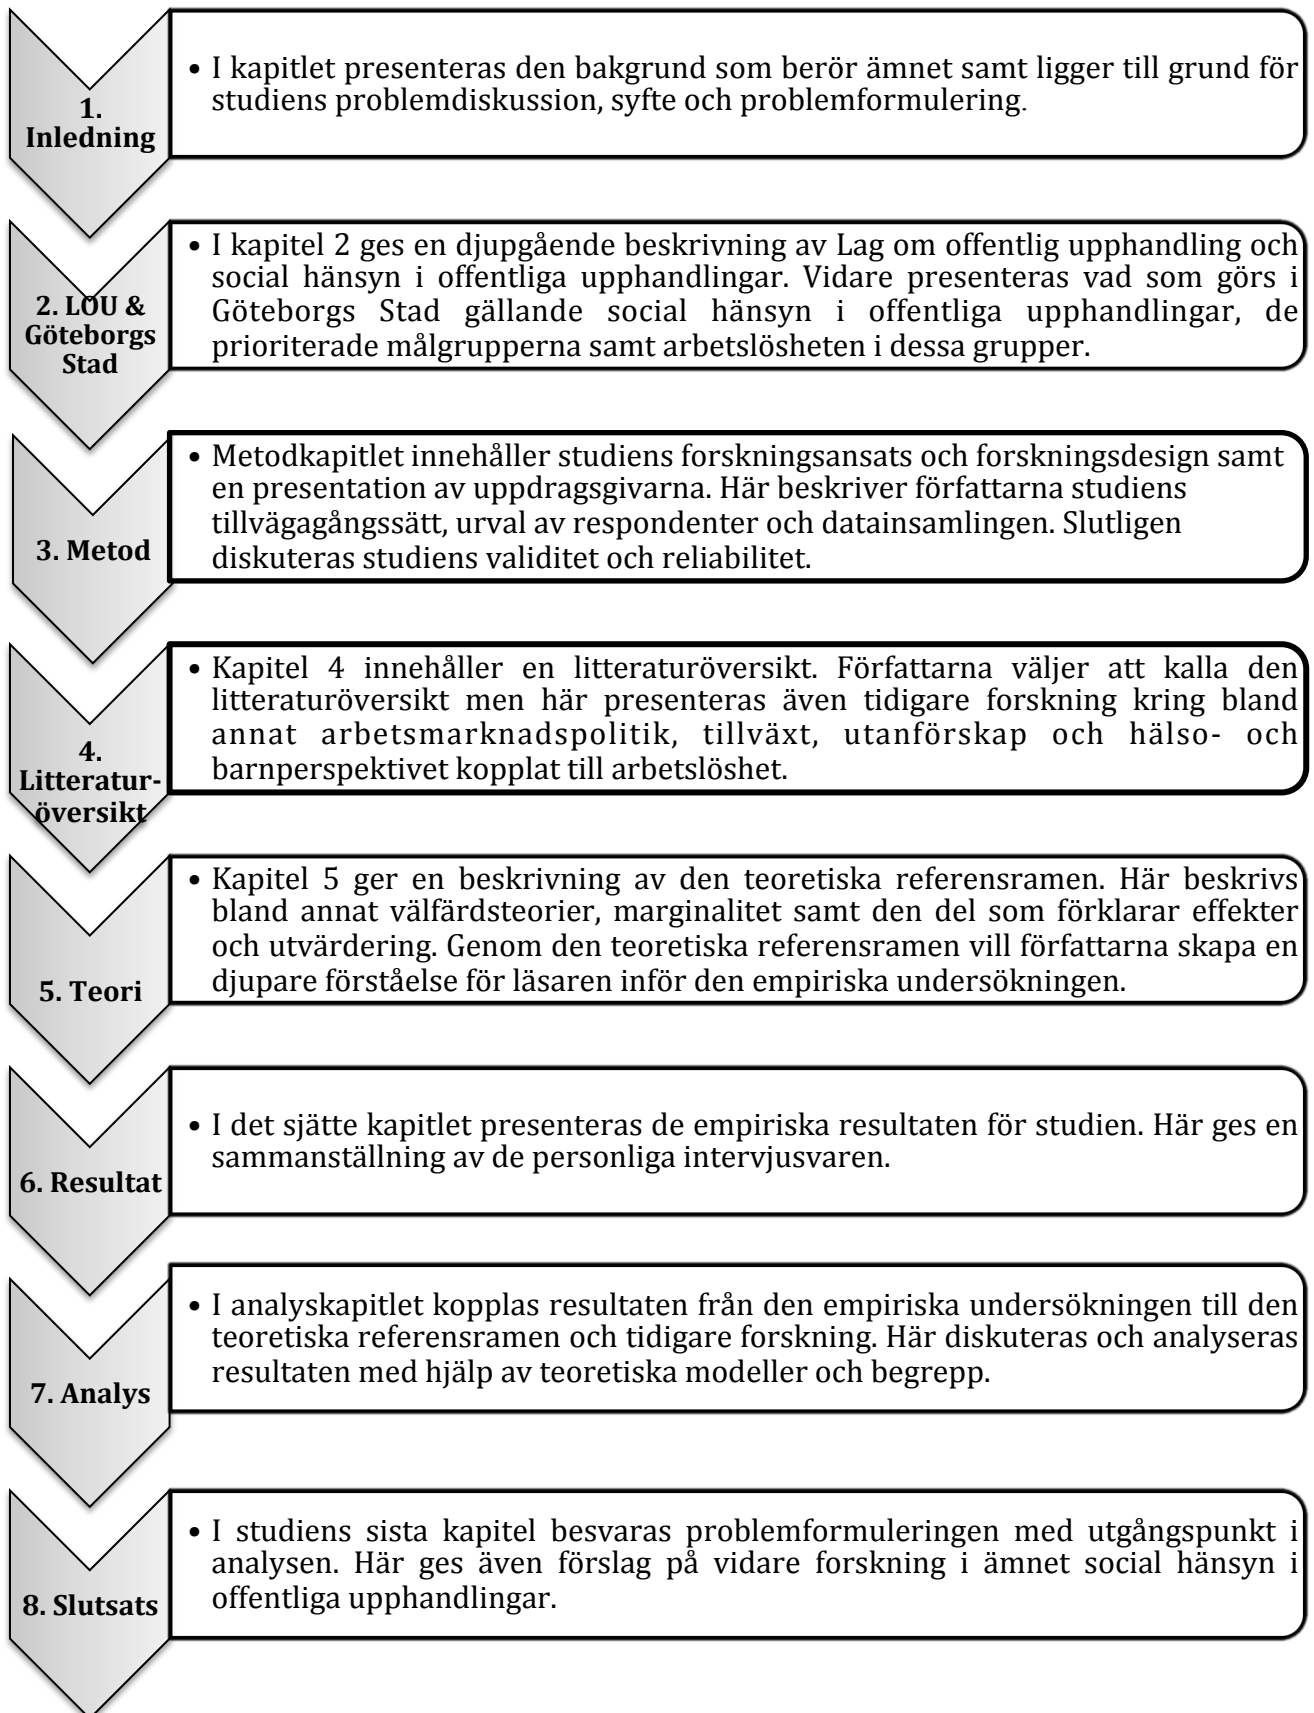 1.
Inledning
• I kapitlet presenteras den bakgrund som berör ämnet samt ligger till grund för
studiens problemdiskussion, syfte och problemformulering.
2. LOU &
Göteborgs
Stad
• I kapitel 2 ges en djupgående beskrivning av Lag om offentlig upphandling och
social hänsyn i offentliga upphandlingar. Vidare presenteras vad som görs i
Göteborgs Stad gällande social hänsyn i offentliga upphandlingar, de
prioriterade målgrupperna samt arbetslösheten i dessa grupper.
3. Metod
• Metodkapitlet innehåller studiens forskningsansats och forskningsdesign samt
en presentation av uppdragsgivarna. Här beskriver författarna studiens
tillvägagångssätt, urval av respondenter och datainsamlingen. Slutligen
diskuteras studiens validitet och reliabilitet.
4.
Litteratur-
översikt
• Kapitel 4 innehåller en litteraturöversikt. Författarna väljer att kalla den
litteraturöversikt men här presenteras även tidigare forskning kring bland
annat arbetsmarknadspolitik, tillväxt, utanförskap och hälso- och
barnperspektivet kopplat till arbetslöshet.
5. Teori
• Kapitel 5 ger en beskrivning av den teoretiska referensramen. Här beskrivs
bland annat välfärdsteorier, marginalitet samt den del som förklarar effekter
och utvärdering. Genom den teoretiska referensramen vill författarna skapa en
djupare förståelse för läsaren inför den empiriska undersökningen.
6. Resultat
• I det sjätte kapitlet presenteras de empiriska resultaten för studien. Här ges en
sammanställning av de personliga intervjusvaren.
7. Analys
• I analyskapitlet kopplas resultaten från den empiriska undersökningen till den
teoretiska referensramen och tidigare forskning. Här diskuteras och analyseras
resultaten med hjälp av teoretiska modeller och begrepp.
8. Slutsats
• I studiens sista kapitel besvaras problemformuleringen med utgångspunkt i
analysen. Här ges även förslag på vidare forskning i ämnet social hänsyn i
offentliga upphandlingar.